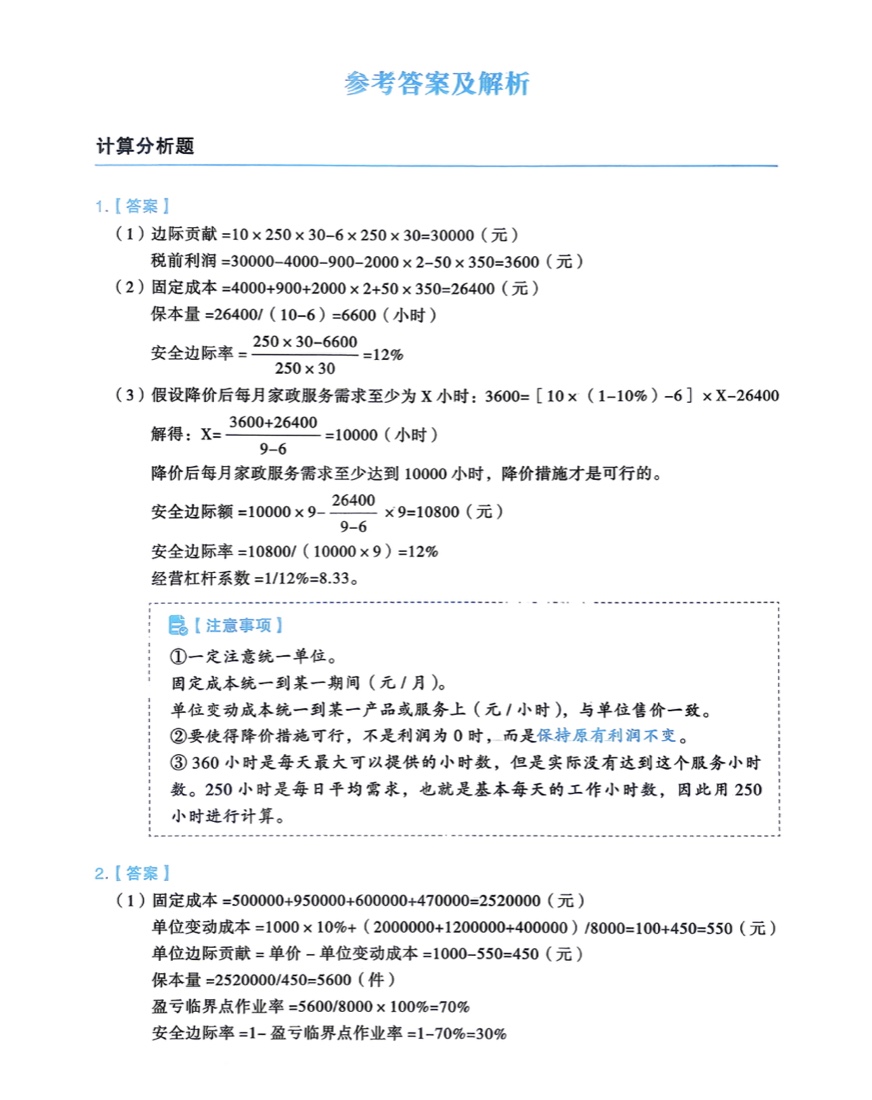 参考答案及解析
计算分析题
1.【答案】
（1）边际贡献 =10 × 250 × 30–6 × 250 × 30=30000（元）
税前利润 =30000–4000–900–2000 × 2–50 × 350=3600（元）
（2）固定成本 =4000+900+2000 × 2+50 × 350=26400（元）
保本量 =26400/（10–6）=6600（小时）
安全边际率 = (250 × 30–6600)/(250 × 30) =12%
（3）假设降价后每月家政服务需求至少为 X 小时：3600=［10 ×（1–10%）–6］× X–26400
解得：X= (3600+26400)/(9–6) =10000（小时）
降价后每月家政服务需求至少达到 10000 小时，降价措施才是可行的。
安全边际额 =10000 × 9– 26400/(9–6) × 9=10800（元）
安全边际率 =10800/（10000 × 9）=12%
经营杠杆系数 =1/12%=8.33。
【注意事项】
①一定注意统一单位。
固定成本统一到某一期间（元 / 月）。
单位变动成本统一到某一产品或服务上（元 / 小时），与单位售价一致。
②要使得降价措施可行，不是利润为 0 时，而是保持原有利润不变。
③ 360 小时是每天最大可以提供的小时数，但是实际没有达到这个服务小时
数。250 小时是每日平均需求，也就是基本每天的工作小时数，因此用 250
小时进行计算。
2.【答案】
（1）固定成本 =500000+950000+600000+470000=2520000（元）
单位变动成本 =1000 × 10%+（2000000+1200000+400000）/8000=100+450=550（元）
单位边际贡献 = 单价 – 单位变动成本 =1000–550=450（元）
保本量 =2520000/450=5600（件）
盈亏临界点作业率 =5600/8000 × 100%=70%
安全边际率 =1– 盈亏临界点作业率 =1–70%=30%